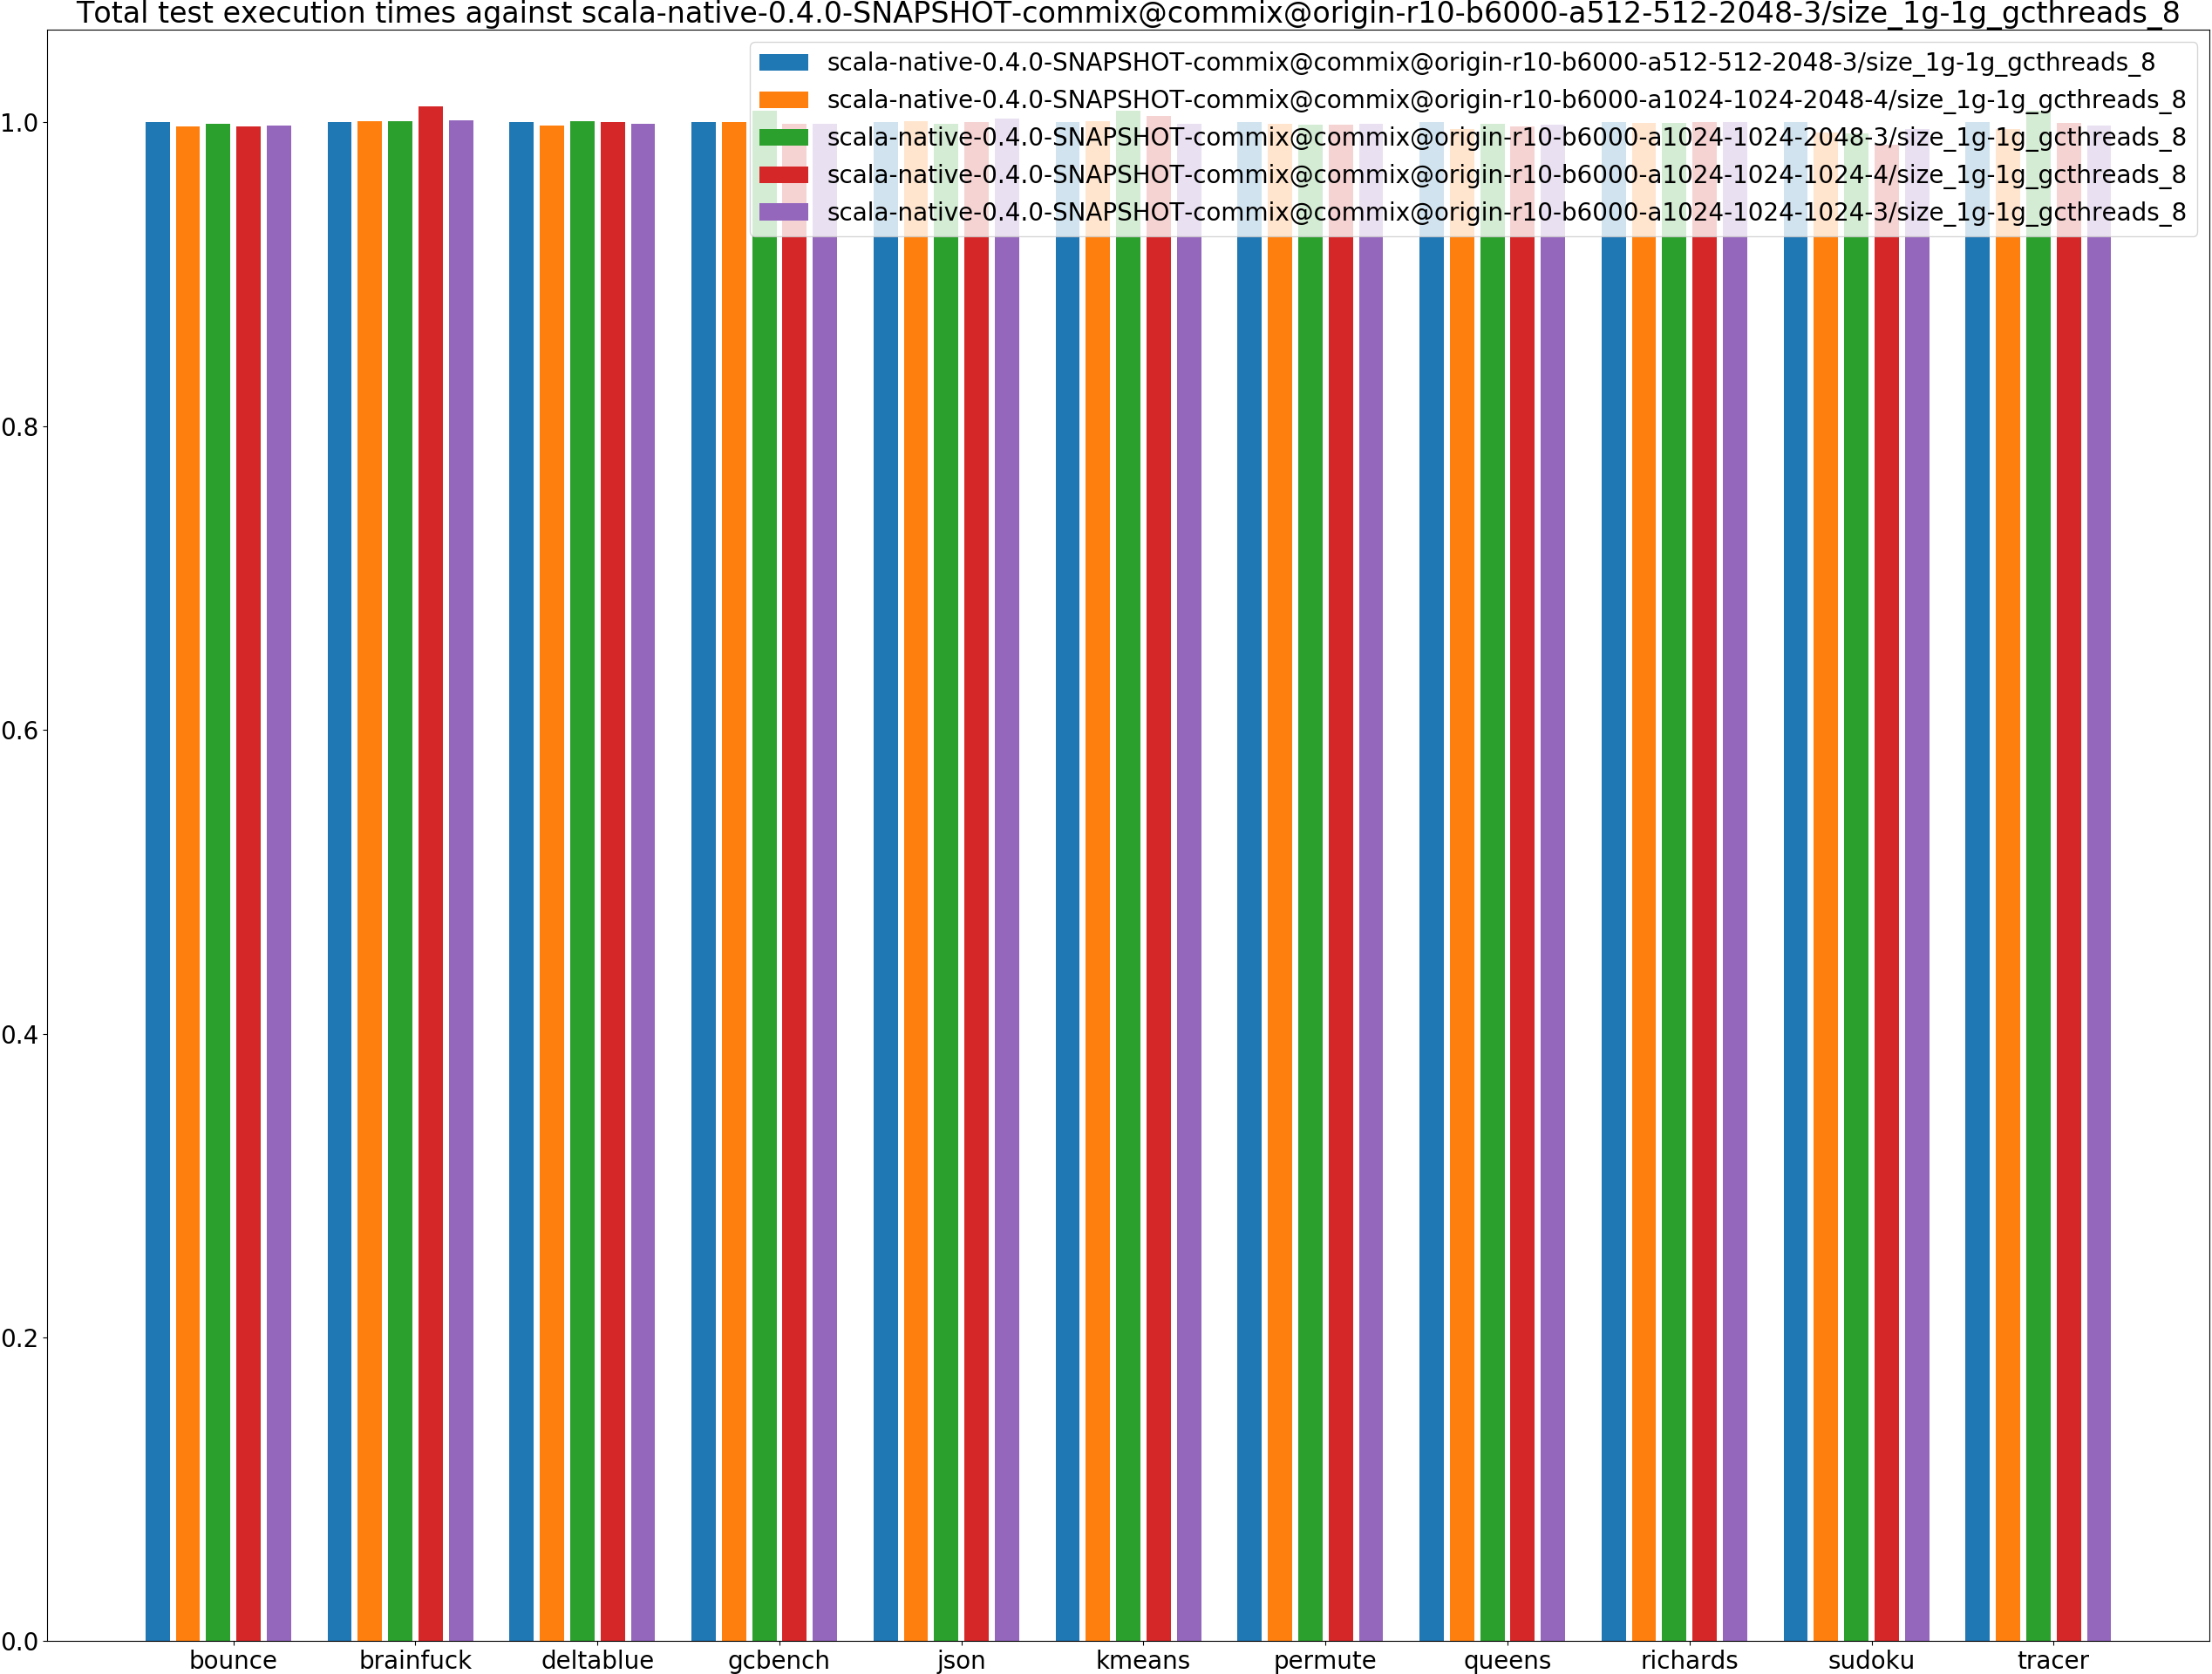 Total test execution times against scala-native-0.4.0-SNAPSHOT-commix@commix@origin-r10-b6000-a512-512-2048-3/size_1g-1g_gcthreads_8
scala-native-0.4.0-SNAPSHOT-commix@commix@origin-r10-b6000-a512-512-2048-3/size_1g-1g_gcthreads_8
scala-native-0.4.0-SNAPSHOT-commix@commix@origin-r10-b6000-a1024-1024-2048-4/size_1g-1g_gcthreads_8
scala-native-0.4.0-SNAPSHOT-commix@commix@origin-r10-b6000-a1024-1024-2048-3/size_1g-1g_gcthreads_8
scala-native-0.4.0-SNAPSHOT-commix@commix@origin-r10-b6000-a1024-1024-1024-4/size_1g-1g_gcthreads_8
scala-native-0.4.0-SNAPSHOT-commix@commix@origin-r10-b6000-a1024-1024-1024-3/size_1g-1g_gcthreads_8
1.0
0.8
0.6
0.4
0.2
0.0
bounce brainfuck deltablue gcbench json kmeans permute queens richards sudoku tracer